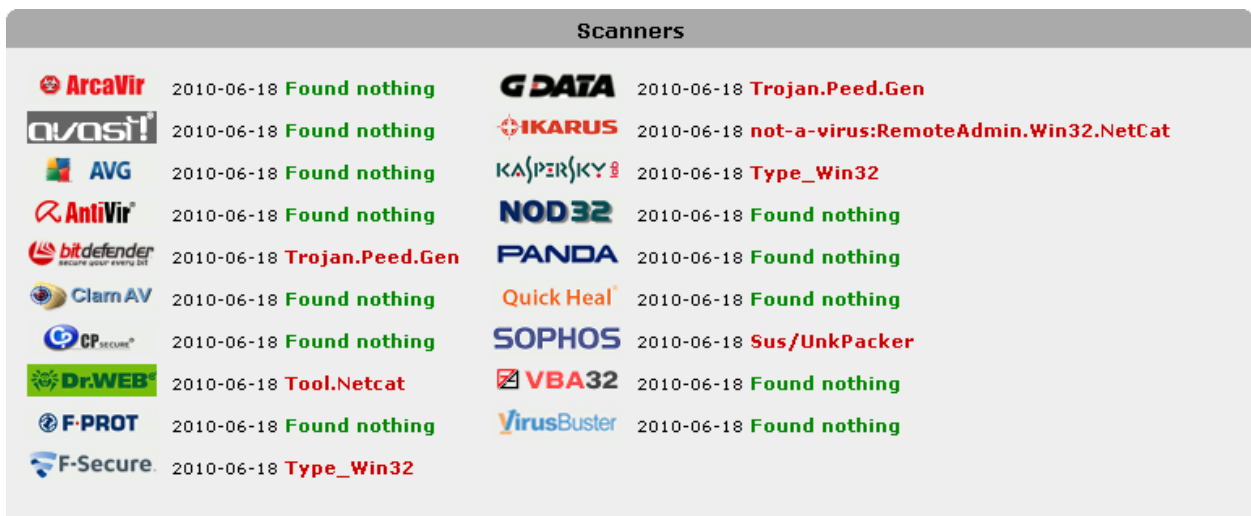 Scanners
ArcaVir 2010-06-18 Found nothing
avast! 2010-06-18 Found nothing
AVG 2010-06-18 Found nothing
AntiVir 2010-06-18 Found nothing
bitdefender secure your every bit 2010-06-18 Trojan.Peed.Gen
ClamAV 2010-06-18 Found nothing
CP SECURE 2010-06-18 Found nothing
Dr.WEB 2010-06-18 Tool.Netcat
F-PROT 2010-06-18 Found nothing
F-Secure. 2010-06-18 Type_Win32
G DATA 2010-06-18 Trojan.Peed.Gen
IKARUS 2010-06-18 not-a-virus:RemoteAdmin.Win32.NetCat
KASPERSKY 2010-06-18 Type_Win32
NOD32 2010-06-18 Found nothing
PANDA 2010-06-18 Found nothing
Quick Heal 2010-06-18 Found nothing
SOPHOS 2010-06-18 Sus/UnkPacker
VBA32 2010-06-18 Found nothing
VirusBuster 2010-06-18 Found nothing